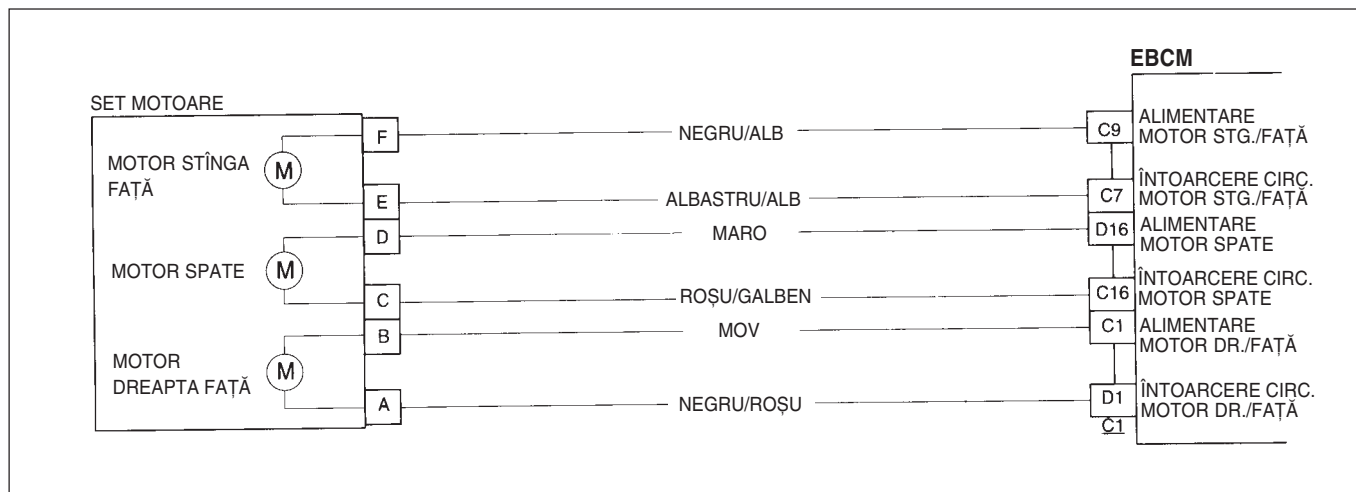 EBCM
SET MOTOARE
F
NEGRU/ALB
C9
ALIMENTARE
MOTOR STG./FAȚĂ
MOTOR STÎNGA
FAȚĂ
M
E
ALBASTRU/ALB
C7
ÎNTOARCERE CIRC.
MOTOR STG./FAȚĂ
D
MARO
D16
ALIMENTARE
MOTOR SPATE
MOTOR SPATE
M
C
ROȘU/GALBEN
C16
ÎNTOARCERE CIRC.
MOTOR SPATE
B
MOV
C1
ALIMENTARE
MOTOR DR./FAȚĂ
MOTOR
DREAPTA FAȚĂ
M
A
NEGRU/ROȘU
D1
ÎNTOARCERE CIRC.
MOTOR DR./FAȚĂ
C1